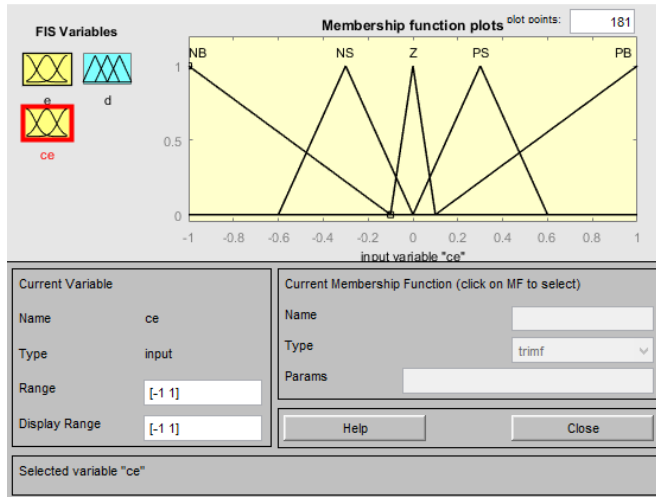 FIS Variables
Membership function plots
plot points:
181
e
d
ce
NB
NS
Z
PS
PB
1
0.5
0
-1 -0.8 -0.6 -0.4 -0.2 0 0.2 0.4 0.6 0.8 1
input variable "ce"
Current Variable
Name ce
Type input
Range [-1 1]
Display Range [-1 1]
Current Membership Function (click on MF to select)
Name
Type trimf
Params
Help
Close
Selected variable "ce"